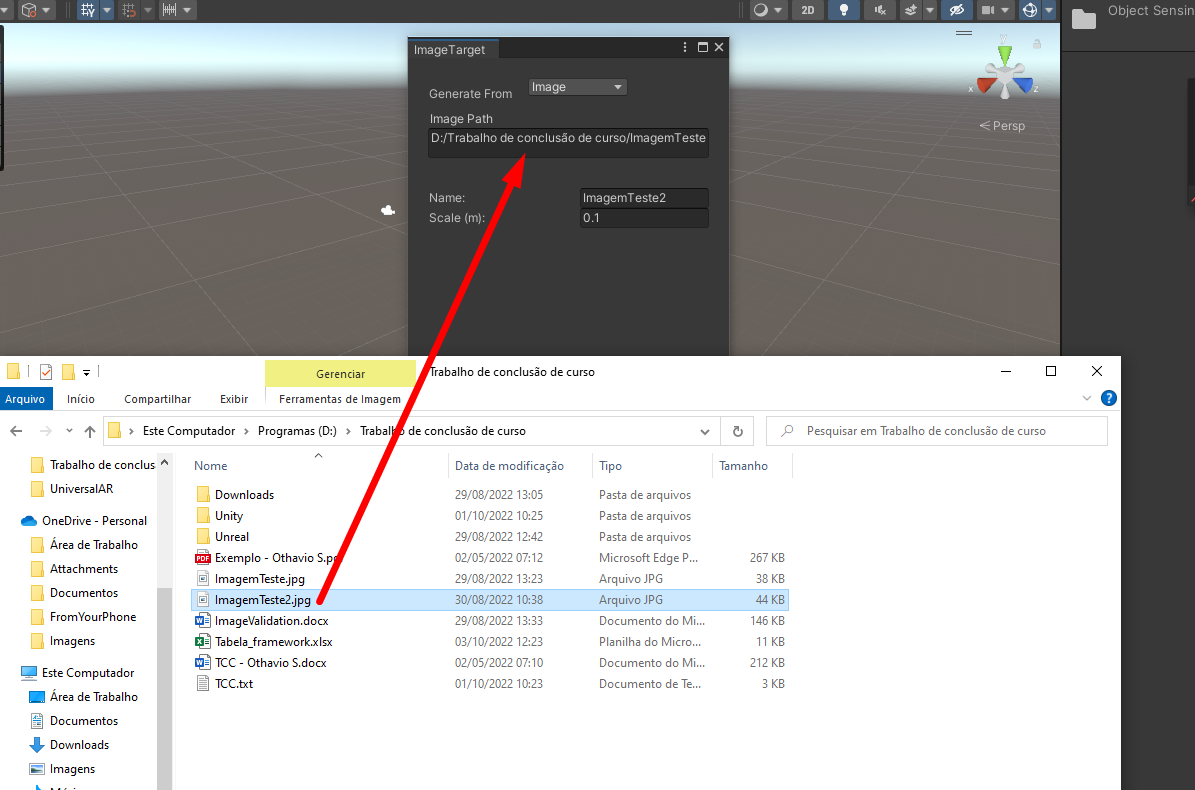 2D
Object Sensin
ImageTarget
Generate From
Image
Image Path
D:/Trabalho de conclusão de curso/ImagemTeste
Name:
ImagemTeste2
Scale (m):
0.1
y
x
z
Persp
Gerenciar
Trabalho de conclusão de curso
Arquivo
Início
Compartilhar
Exibir
Ferramentas de Imagem
Este Computador
Programas (D:)
Trabalho de conclusão de curso
Pesquisar em Trabalho de conclusão de curso
Trabalho de conclus
UniversalAR
OneDrive - Personal
Área de Trabalho
Attachments
Documentos
FromYourPhone
Imagens
Este Computador
Área de Trabalho
Documentos
Downloads
Imagens
Nome Data de modificação Tipo Tamanho
Downloads 29/08/2022 13:05 Pasta de arquivos
Unity 01/10/2022 10:25 Pasta de arquivos
Unreal 29/08/2022 12:42 Pasta de arquivos
PDF Exemplo - Othavio S.pd 02/05/2022 07:12 Microsoft Edge P... 267 KB
ImagemTeste.jpg 29/08/2022 13:23 Arquivo JPG 38 KB
ImagemTeste2.jpg 30/08/2022 10:38 Arquivo JPG 44 KB
ImageValidation.docx 29/08/2022 13:33 Documento do Mi... 146 KB
Tabela_framework.xlsx 03/10/2022 12:23 Planilha do Micro... 11 KB
TCC - Othavio S.docx 02/05/2022 07:10 Documento do Mi... 212 KB
TCC.txt 01/10/2022 10:23 Documento de Te... 3 KB